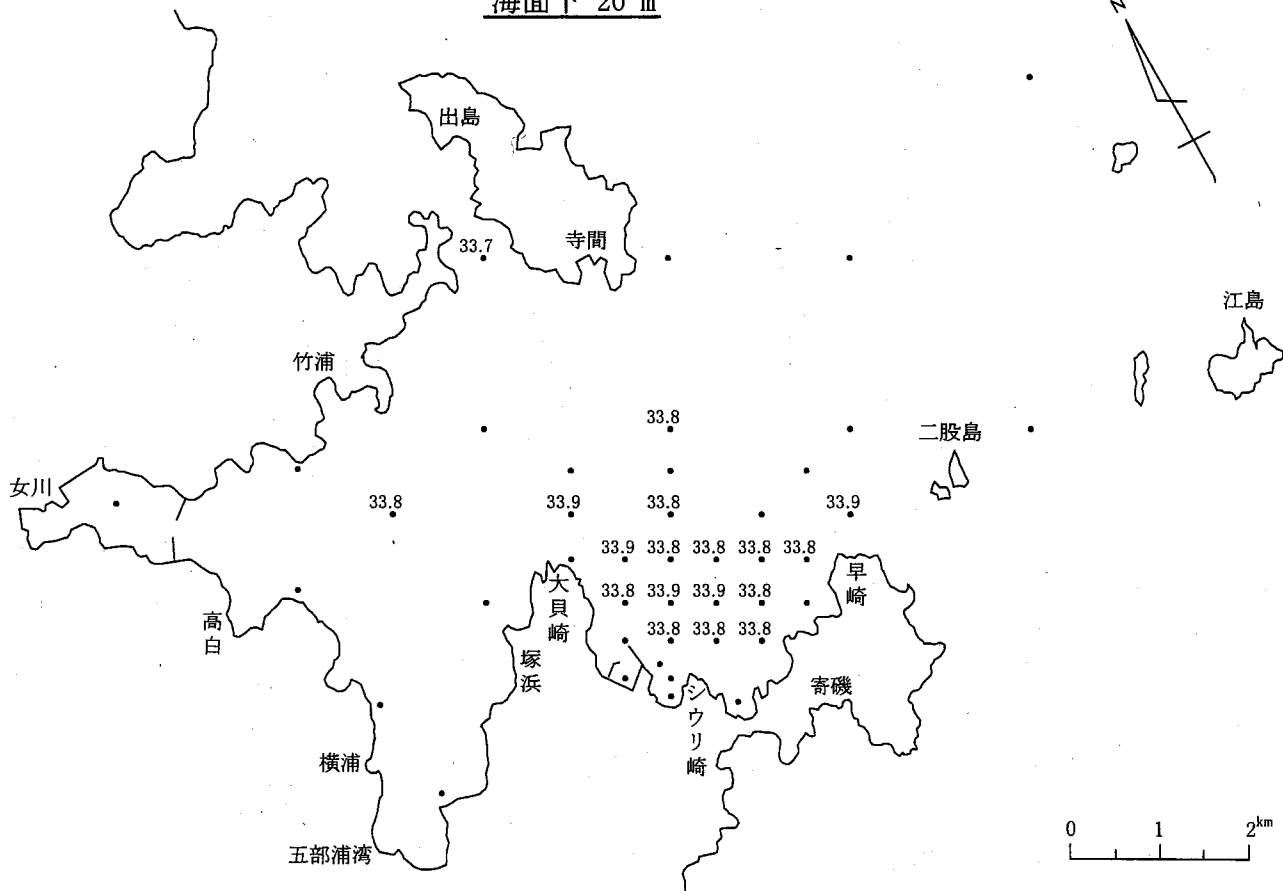 海面下 20 m
N
出島
33.7
寺間
江島
竹浦
33.8
二股島
女川
33.8 33.9 33.8 33.9
33.9 33.8 33.8 33.8 33.8
大貝崎
早崎
33.8 33.9 33.9 33.8
高白
33.8 33.8 33.8
塚浜
シウリ崎
寄磯
横浦
五部浦湾
0 1 2km